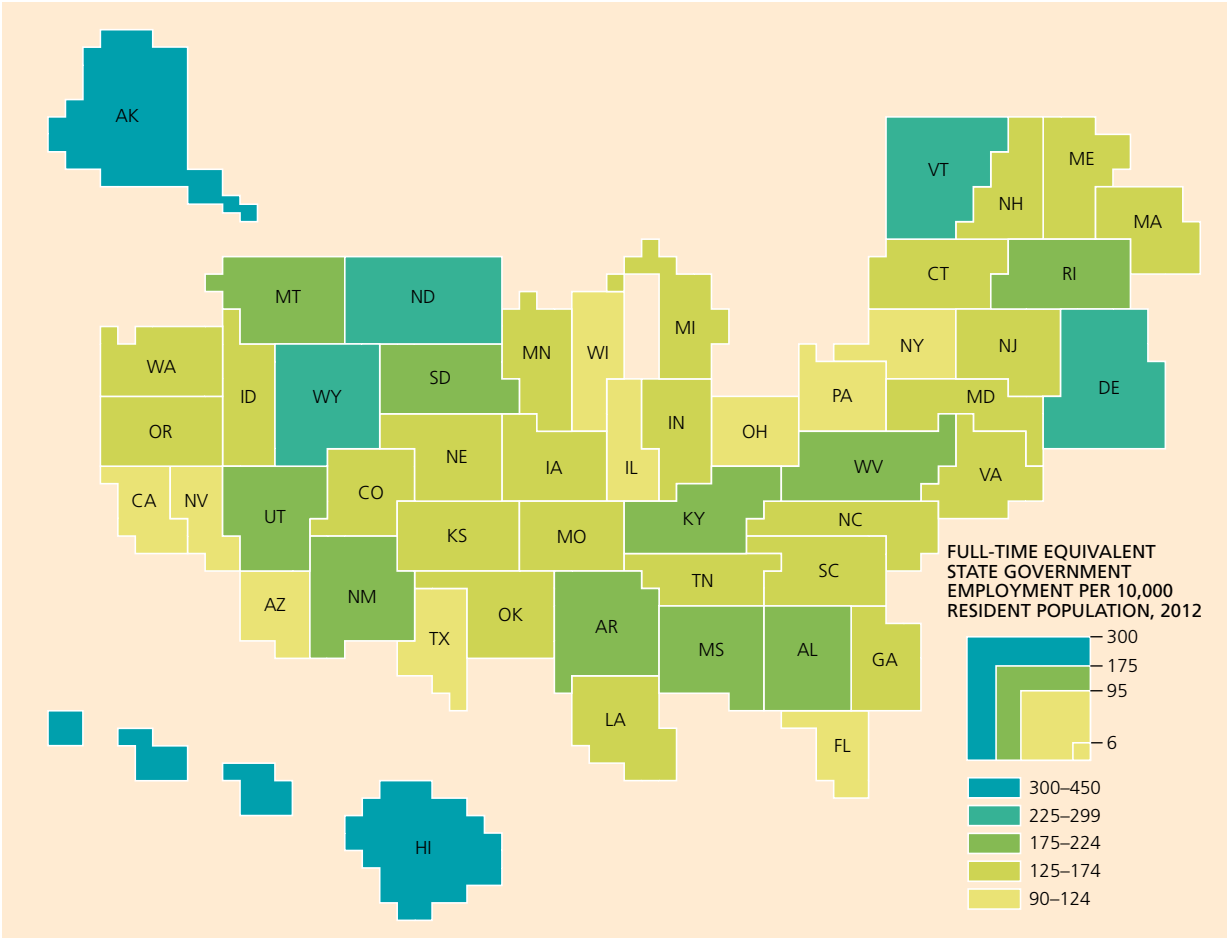 AK
VT
ME
NH
MA
CT
RI
MT
ND
MI
NY
NJ
WA
MN
WI
ID
SD
WY
PA
MD
DE
OR
IN
OH
NE
IA
IL
WV
VA
CO
CA
NV
UT
KY
NC
KS
MO
FULL-TIME EQUIVALENT
STATE GOVERNMENT
EMPLOYMENT PER 10,000
RESIDENT POPULATION, 2012
TN
SC
AZ
NM
OK
AR
TX
MS
AL
GA
LA
FL
HI
300
175
95
6
300–450
225–299
175–224
125–174
90–124